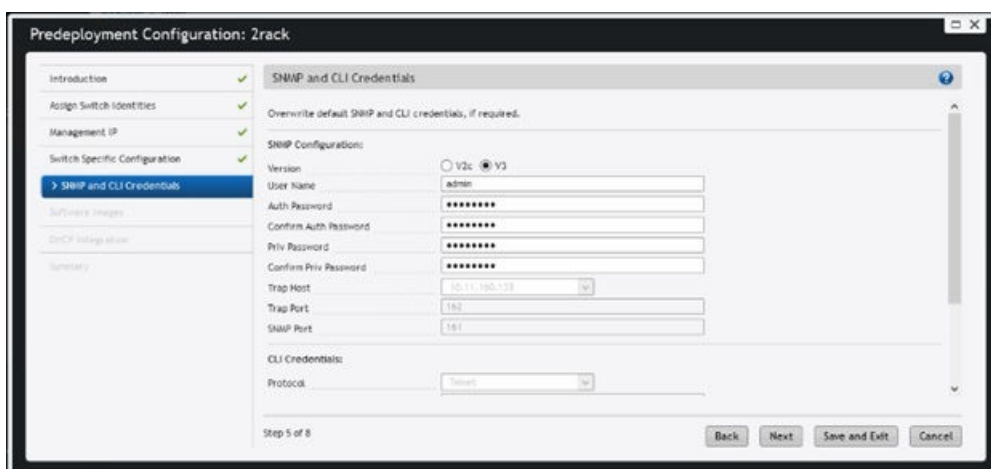 Predeployment Configuration: 2rack
Introduction
Assign Switch Identities
Management IP
Switch Specific Configuration
> SNMP and CLI Credentials
Software Images
DHCP Integration
Summary
SNMP and CLI Credentials
Overwrite default SNMP and CLI credentials, if required.
SNMP Configuration:
Version V2c V3
User Name admin
Auth Password ••••••••
Confirm Auth Password ••••••••
Priv Password ••••••••
Confirm Priv Password ••••••••
Trap Host
Trap Port 162
SNMP Port 161
CLI Credentials:
Protocol Telnet
Step 5 of 8
Back Next Save and Exit Cancel